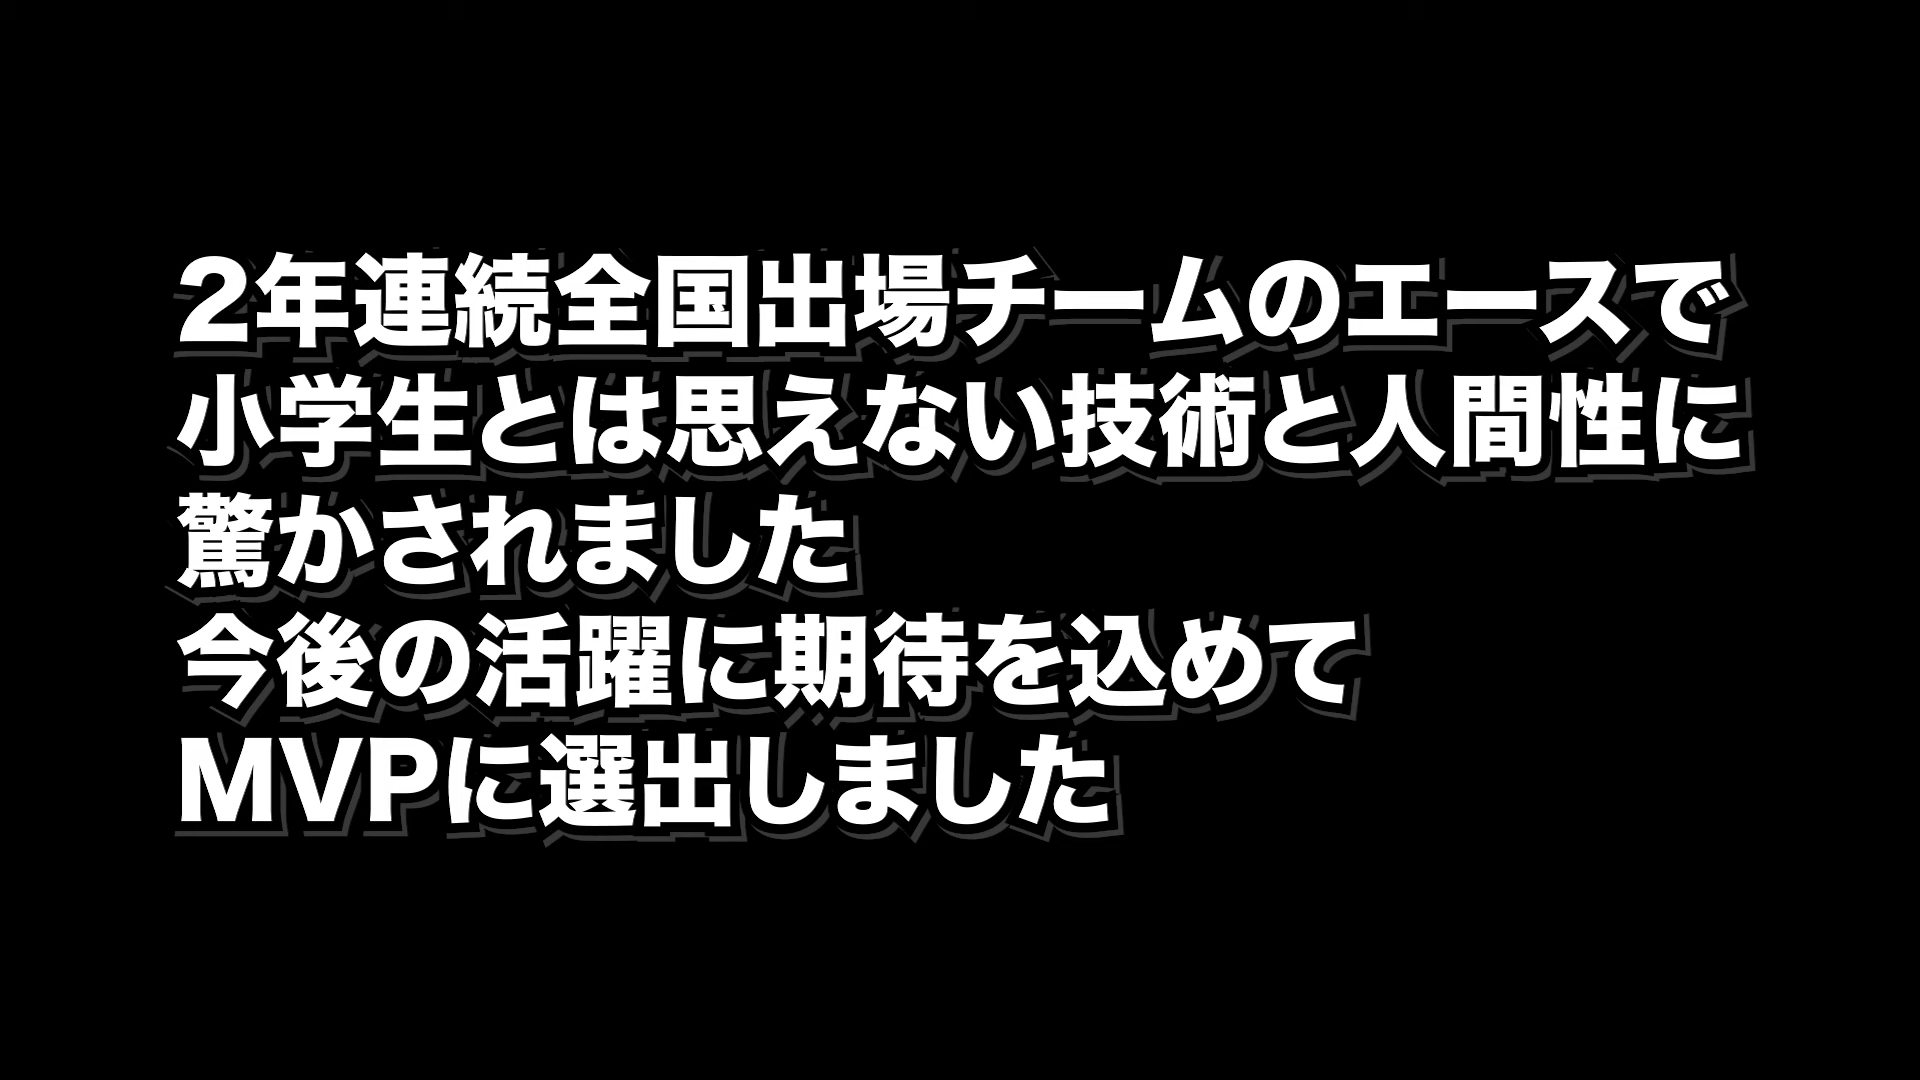 2年連続全国出場チームのエースで
小学生とは思えない技術と人間性に
驚かされました
今後の活躍に期待を込めて
MVPに選出しました